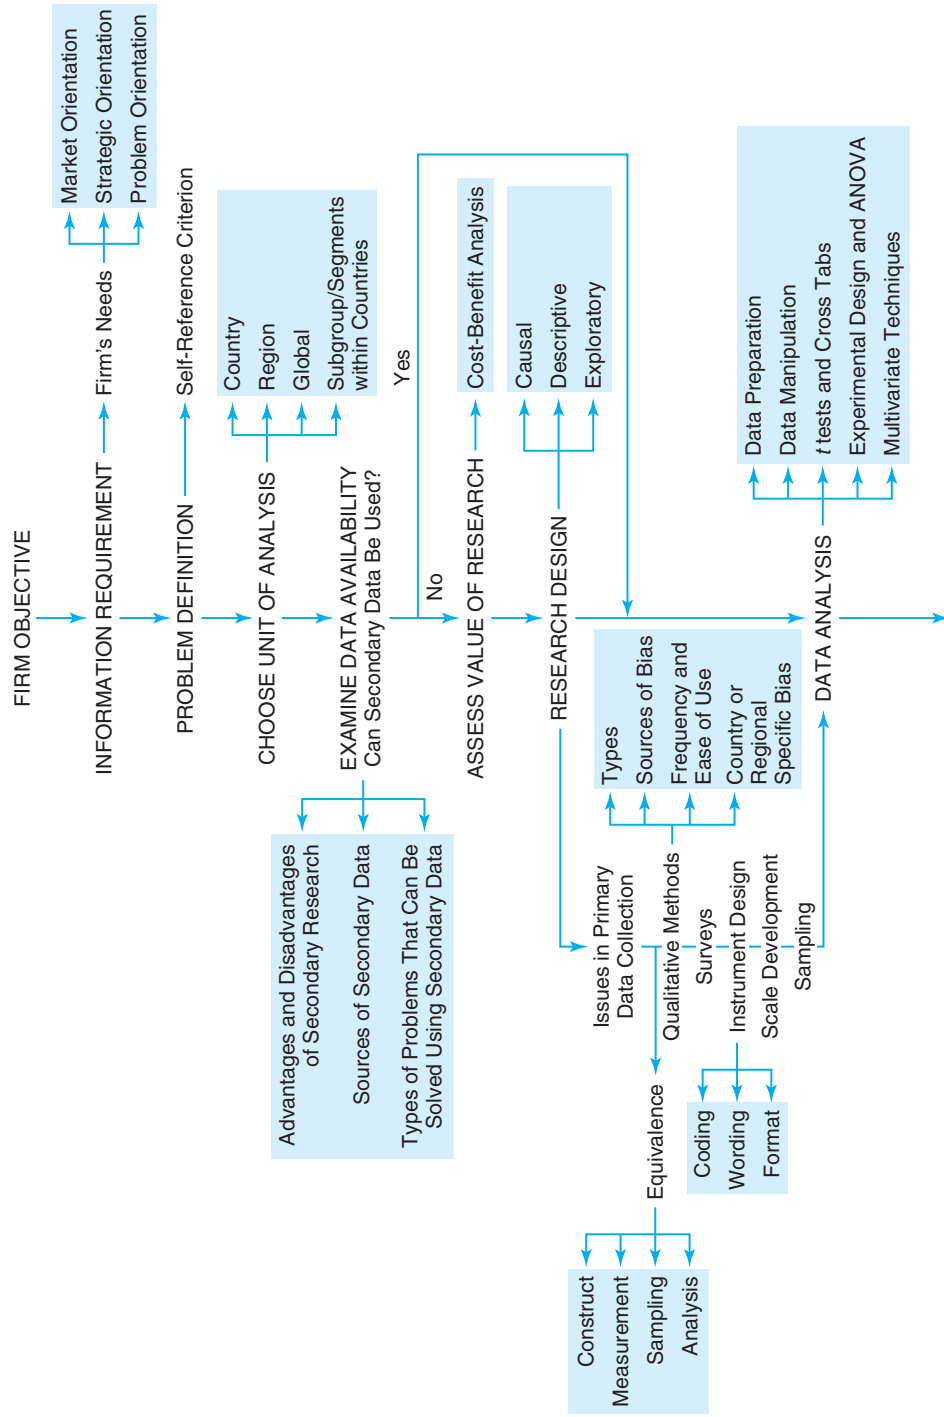 FIRM OBJECTIVE
INFORMATION REQUIREMENT
Firm's Needs
Market Orientation
Strategic Orientation
Problem Orientation
PROBLEM DEFINITION
Self-Reference Criterion
CHOOSE UNIT OF ANALYSIS
Country
Region
Global
Subgroup/Segments
within Countries
EXAMINE DATA AVAILABILITY
Can Secondary Data Be Used?
Advantages and Disadvantages
of Secondary Research
Sources of Secondary Data
Types of Problems That Can Be
Solved Using Secondary Data
Yes
No
ASSESS VALUE OF RESEARCH
Cost-Benefit Analysis
RESEARCH DESIGN
Causal
Descriptive
Exploratory
Issues in Primary
Data Collection
Equivalence
Construct
Measurement
Sampling
Analysis
Qualitative Methods
Types
Sources of Bias
Frequency and
Ease of Use
Country or
Regional
Specific Bias
Surveys
Instrument Design
Coding
Wording
Format
Scale Development
Sampling
DATA ANALYSIS
Data Preparation
Data Manipulation
t tests and Cross Tabs
Experimental Design and ANOVA
Multivariate Techniques